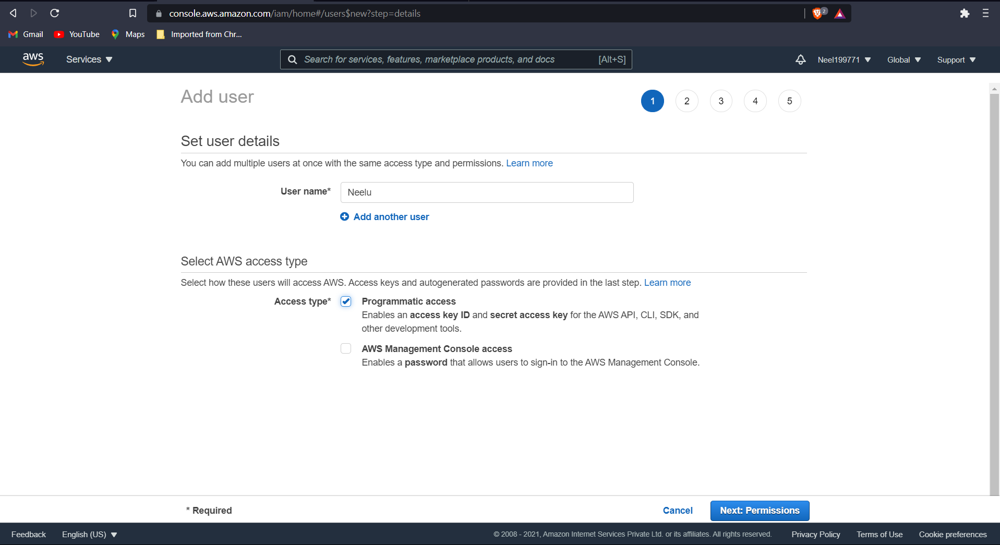 console.aws.amazon.com/iam/home#/users$new?step=details
2
Gmail YouTube Maps Imported from Chr...
aws Services Search for services, features, marketplace products, and docs [Alt+S] Neel199771 Global Support
Add user 1 2 3 4 5
Set user details
You can add multiple users at once with the same access type and permissions. Learn more
User name* Neelu
Add another user
Select AWS access type
Select how these users will access AWS. Access keys and autogenerated passwords are provided in the last step. Learn more
Access type* Programmatic access
Enables an access key ID and secret access key for the AWS API, CLI, SDK, and
other development tools.
AWS Management Console access
Enables a password that allows users to sign-in to the AWS Management Console.
* Required Cancel Next: Permissions
Feedback English (US) © 2008 - 2021, Amazon Internet Services Private Ltd. or its affiliates. All rights reserved. Privacy Policy Terms of Use Cookie preferences